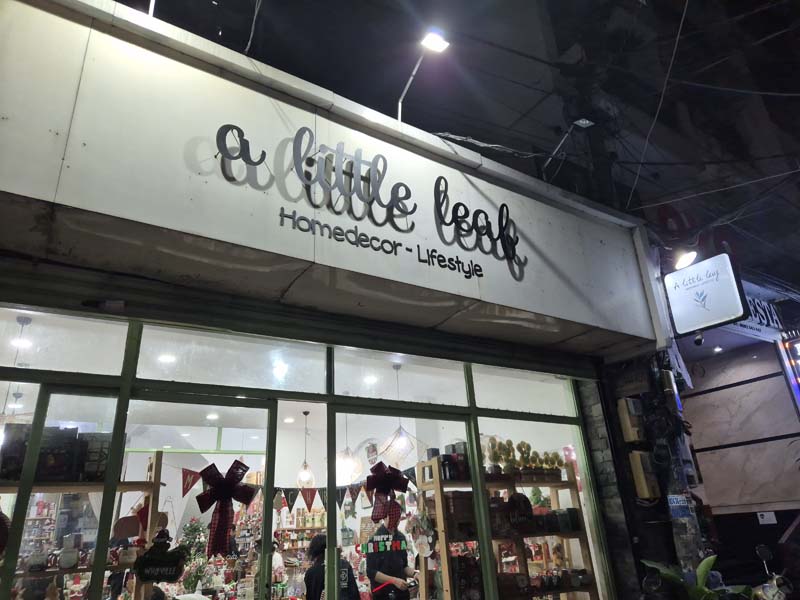 a little leaf
Homedecor - Lifestyle
A little leaf
MERRY
CHRISTMAS